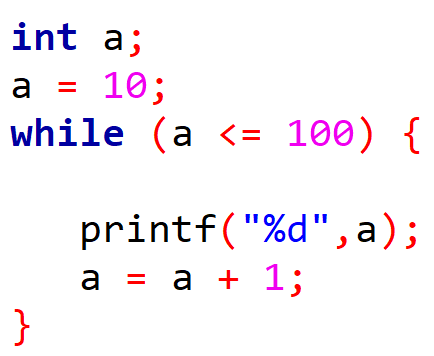 int a;
a = 10;
while (a <= 100) {
printf("%d",a);
a = a + 1;
}